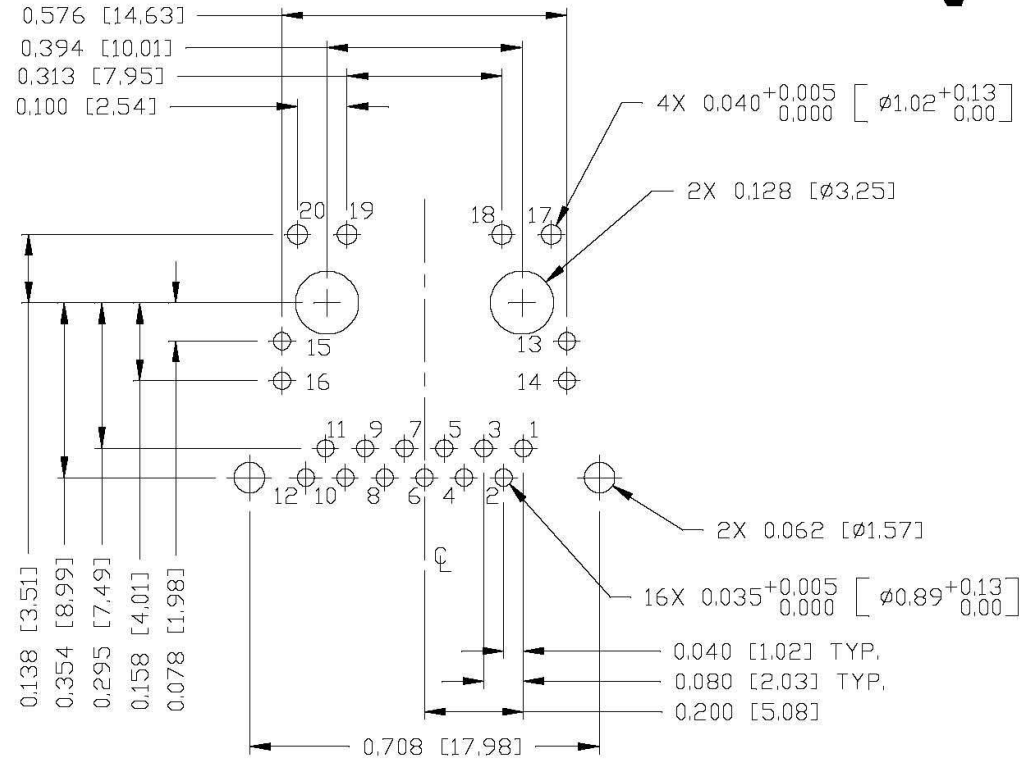 0,576 [14,63]
0,394 [10,01]
0,313 [7,95]
0,100 [2,54]
4X 0,040 +0,005 0,000 [ ø1,02 +0,13 0,00 ]
2X 0,128 [ø3,25]
20 19 18 17
15 13
16 14
11 9 7 5 3 1
12 10 8 6 4 2
2X 0,062 [ø1,57]
℄
16X 0,035 +0,005 0,000 [ ø0,89 +0,13 0,00 ]
0,138 [3,51]
0,354 [8,99]
0,295 [7,49]
0,158 [4,01]
0,078 [1,98]
0,040 [1,02] TYP,
0,080 [2,03] TYP,
0,200 [5,08]
0,708 [17,98]